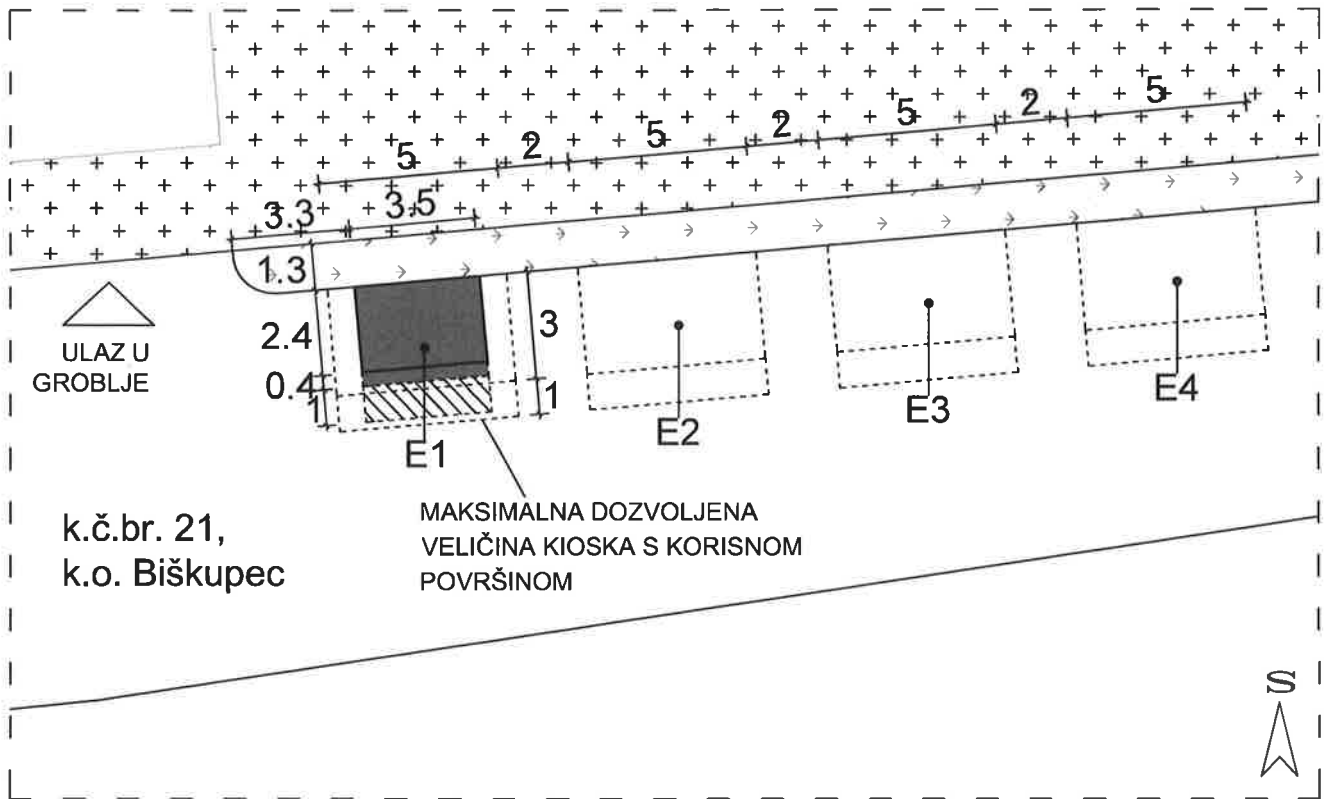 5 2 5 2 5 2 5
3.3 3.5
1.3
2.4
3
0.4
1
1
E1
E2
E3
E4
ULAZ U
GROBLJE
k.č.br. 21,
k.o. Biškupec
MAKSIMALNA DOZVOLJENA
VELIČINA KIOSKA S KORISNOM
POVRŠINOM
S